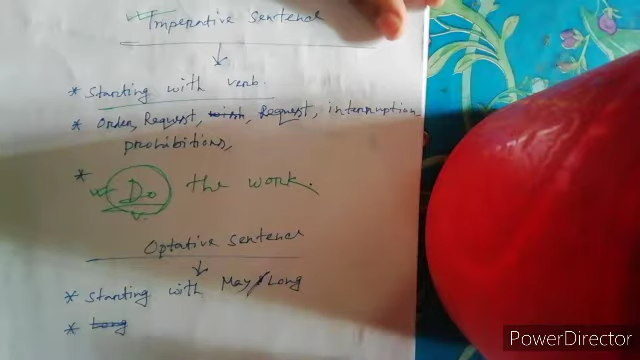 Imperative sentence
↓
* Starting with verb.
* Order, Request, wish, Request, interruption
prohibitions,
* Do the work.
v.
Optative sentence
↓
* Starting with May/Long
* Long
PowerDirector